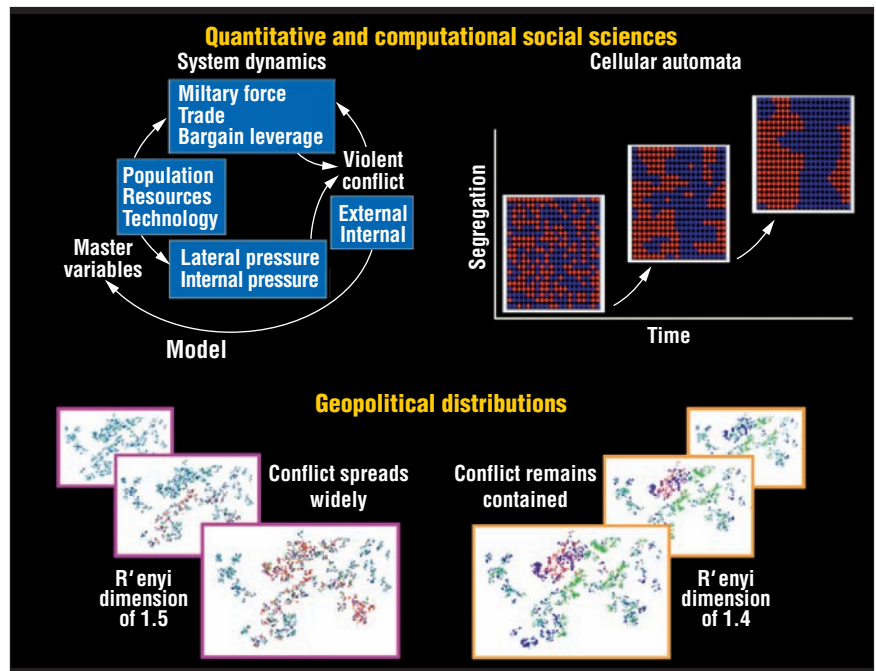 Quantitative and computational social sciences
System dynamics
Miltary force
Trade
Bargain leverage
Population
Resources
Technology
Violent
conflict
External
Internal
Master
variables
Lateral pressure
Internal pressure
Model
Cellular automata
Segregation
Time
Geopolitical distributions
Conflict spreads
widely
R′enyi
dimension
of 1.5
Conflict remains
contained
R′enyi
dimension
of 1.4